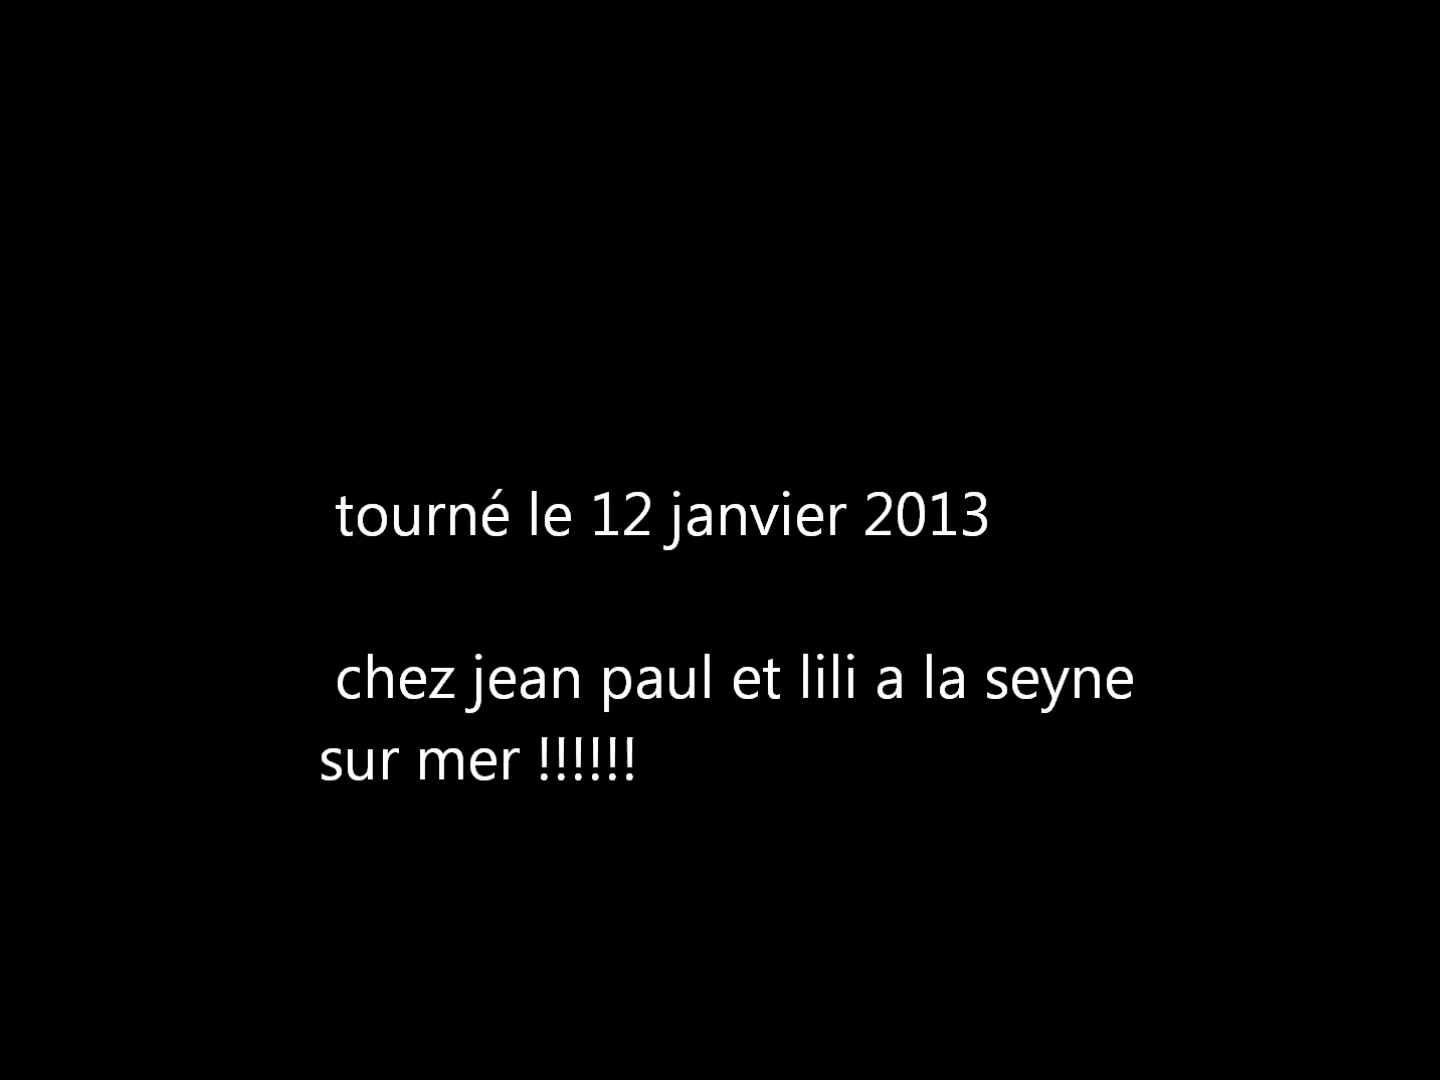 tourné le 12 janvier 2013
chez jean paul et lili a la seyne
sur mer !!!!!!